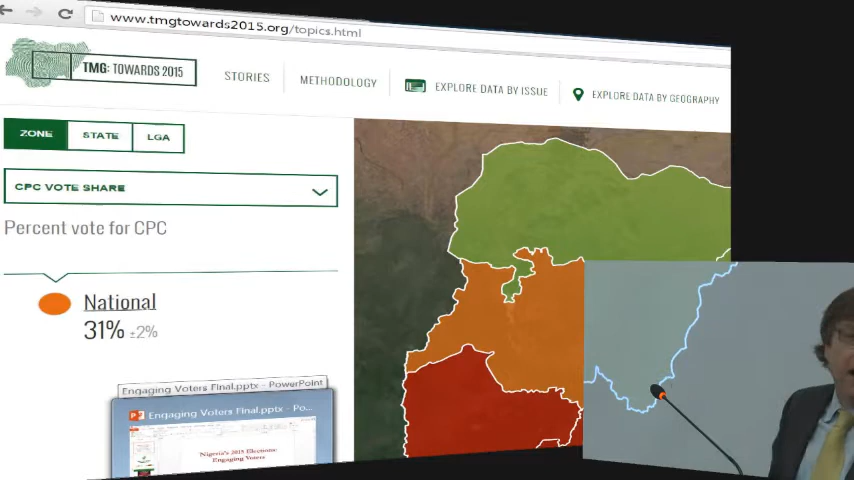 www.tmgtowards2015.org/topics.html
TMG: TOWARDS 2015
STORIES
METHODOLOGY
EXPLORE DATA BY ISSUE
EXPLORE DATA BY GEOGRAPHY
ZONE
STATE
LGA
CPC VOTE SHARE
Percent vote for CPC
National
31% ±2%
Engaging Voters Final.pptx - PowerPoint
Engaging Voters Final.pptx - Po...
Nigeria's 2015 Elections:
Engaging Voters